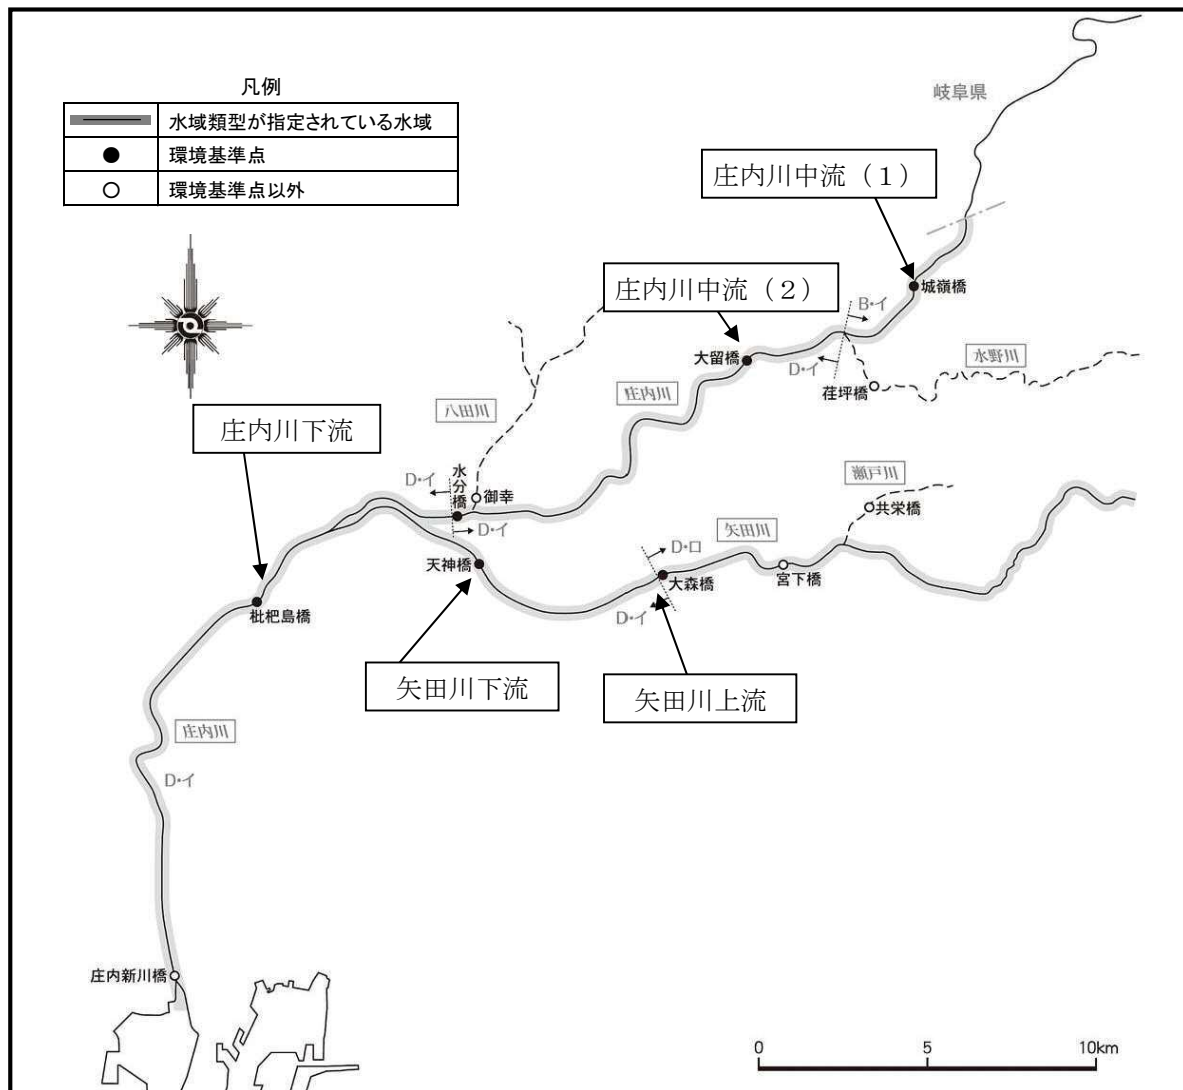 凡例
水域類型が指定されている水域
環境基準点
環境基準点以外
岐阜県
庄内川中流（１）
庄内川中流（２）
城嶺橋
B・イ
大留橋
D・イ
水野川
荏坪橋
庄内川
八田川
庄内川下流
D・イ
水分橋
御幸
D・イ
瀬戸川
共栄橋
矢田川
天神橋
D・ロ
大森橋
宮下橋
D・イ
枇杷島橋
矢田川下流
矢田川上流
庄内川
D・イ
庄内新川橋
0 5 10km